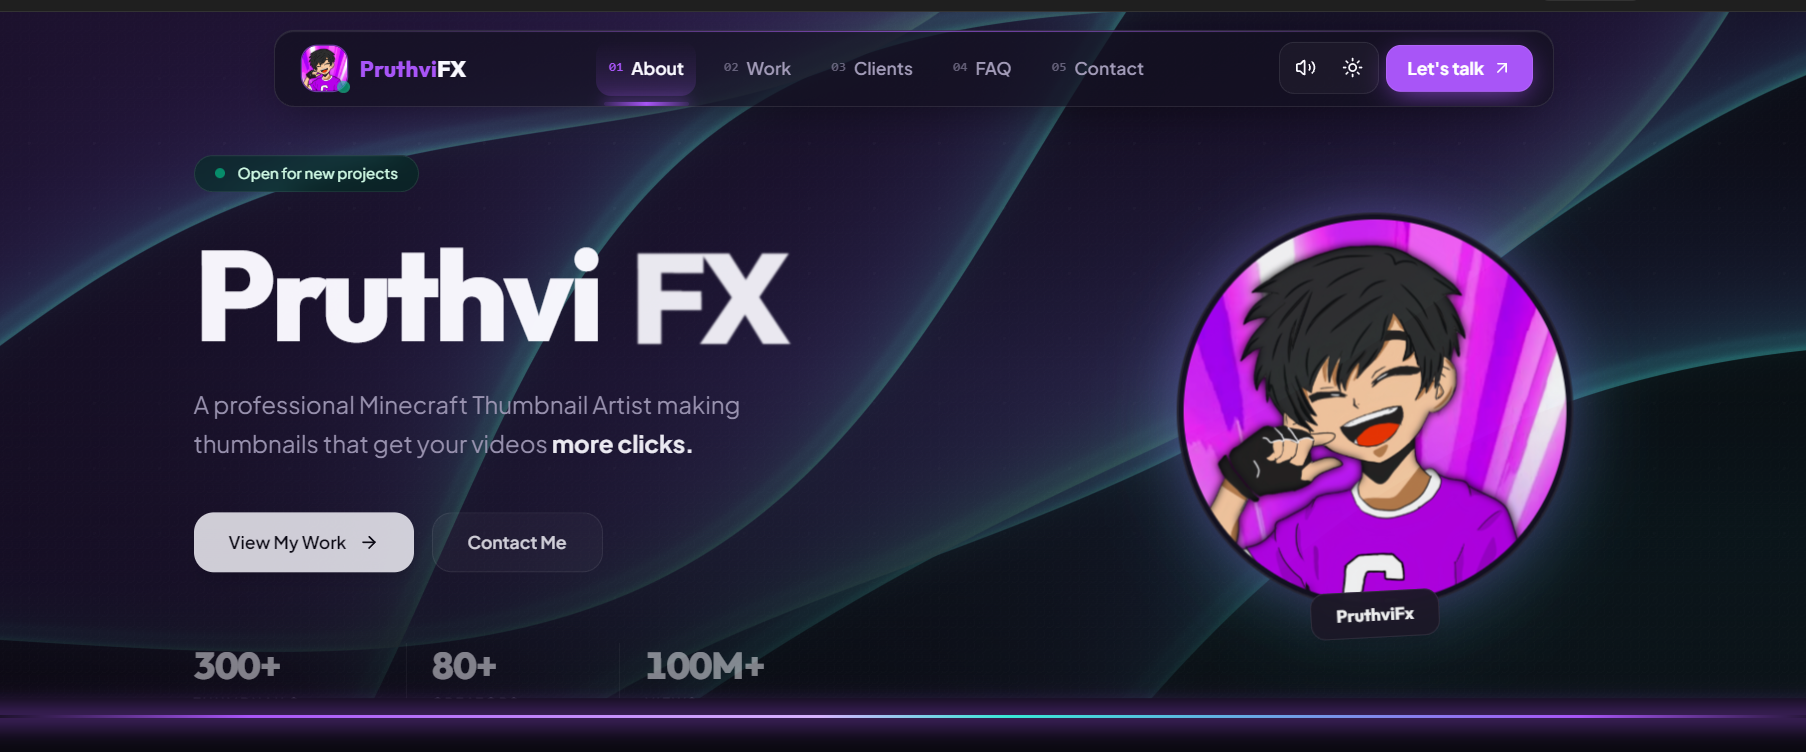 PruthviFX
01 About
02 Work
03 Clients
04 FAQ
05 Contact
Let's talk
Open for new projects
Pruthvi FX
A professional Minecraft Thumbnail Artist making
thumbnails that get your videos more clicks.
View My Work
Contact Me
C
PruthviFx
300+
80+
100M+